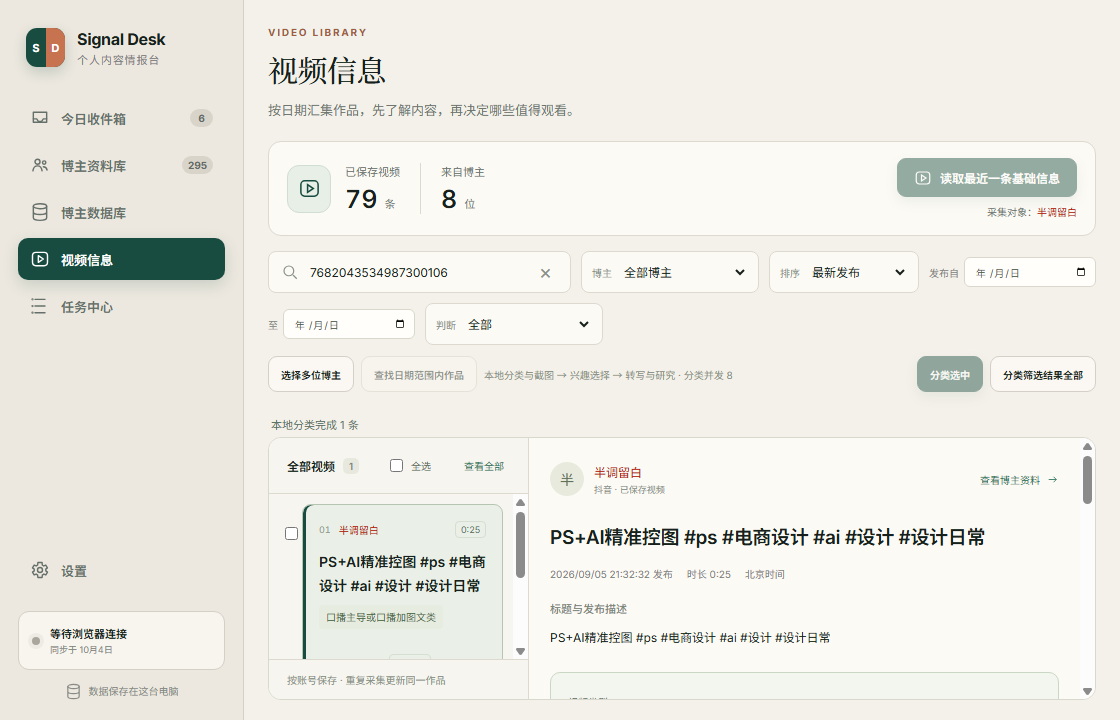 S D
Signal Desk
个人内容情报台
今日收件箱 6
博主资料库 295
博主数据库
视频信息
任务中心
设置
等待浏览器连接
同步于 10月4日
数据保存在这台电脑
VIDEO LIBRARY
视频信息
按日期汇集作品，先了解内容，再决定哪些值得观看。
已保存视频
79 条
来自博主
8 位
读取最近一条基础信息
采集对象：半调留白
7682043534987300106
博主 全部博主
排序 最新发布
发布自 年 /月/日
至 年 /月/日
判断 全部
选择多位博主
查找日期范围内作品
本地分类与截图 → 兴趣选择 → 转写与研究 · 分类并发 8
分类选中
分类筛选结果全部
本地分类完成 1 条
全部视频 1
全选
查看全部
01 半调留白 0:25
PS+AI精准控图 #ps #电商
设计 #ai #设计 #设计日常
口播主导或口播加图文类
按账号保存 · 重复采集更新同一作品
半
半调留白
抖音 · 已保存视频
查看博主资料 →
PS+AI精准控图 #ps #电商设计 #ai #设计 #设计日常
2026/09/05 21:32:32 发布 时长 0:25 北京时间
标题与发布描述
PS+AI精准控图 #ps #电商设计 #ai #设计 #设计日常